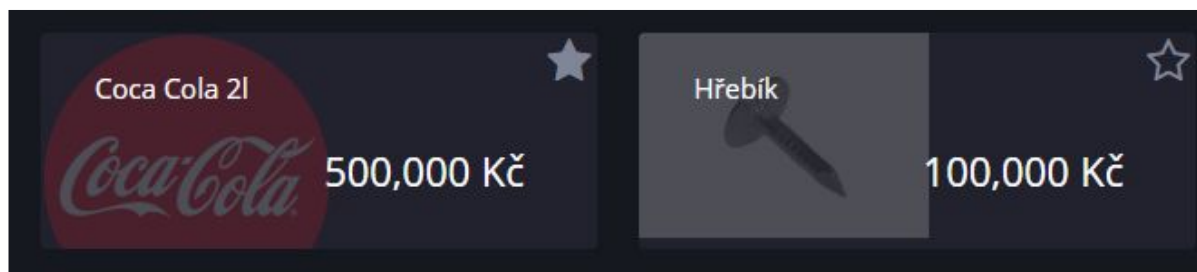 Coca Cola 2l
Coca-Cola
500,000 Kč
Hřebík
100,000 Kč